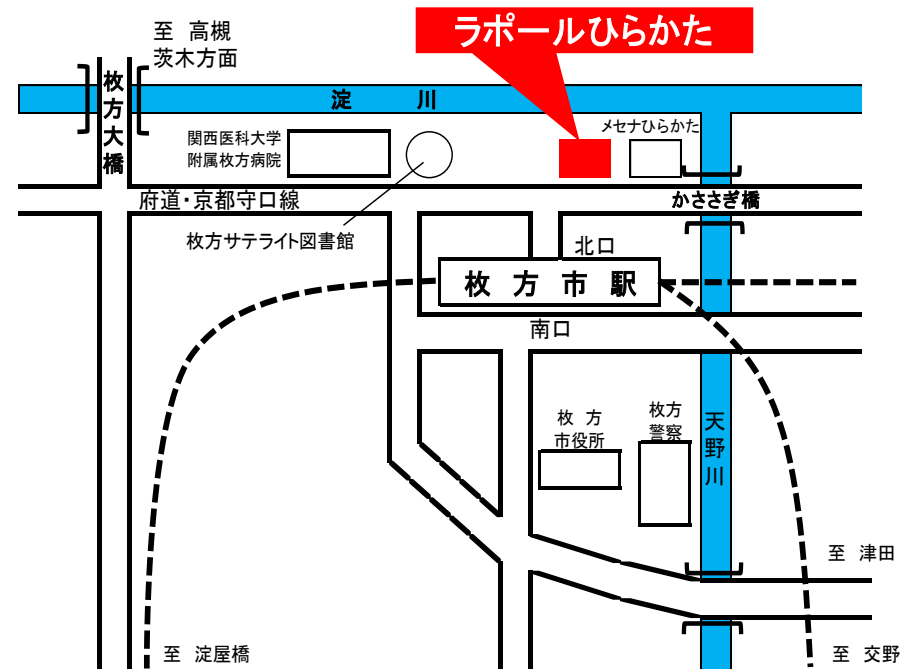 至 高槻
茨木方面
ラポールひらかた
枚方大橋
淀 川
関西医科大学
附属枚方病院
メセナひらかた
府道・京都守口線
かささぎ橋
枚方サテライト図書館
北口
枚 方 市 駅
南口
枚 方
市役所
枚方
警察
天野川
至 津田
至 淀屋橋
至 交野